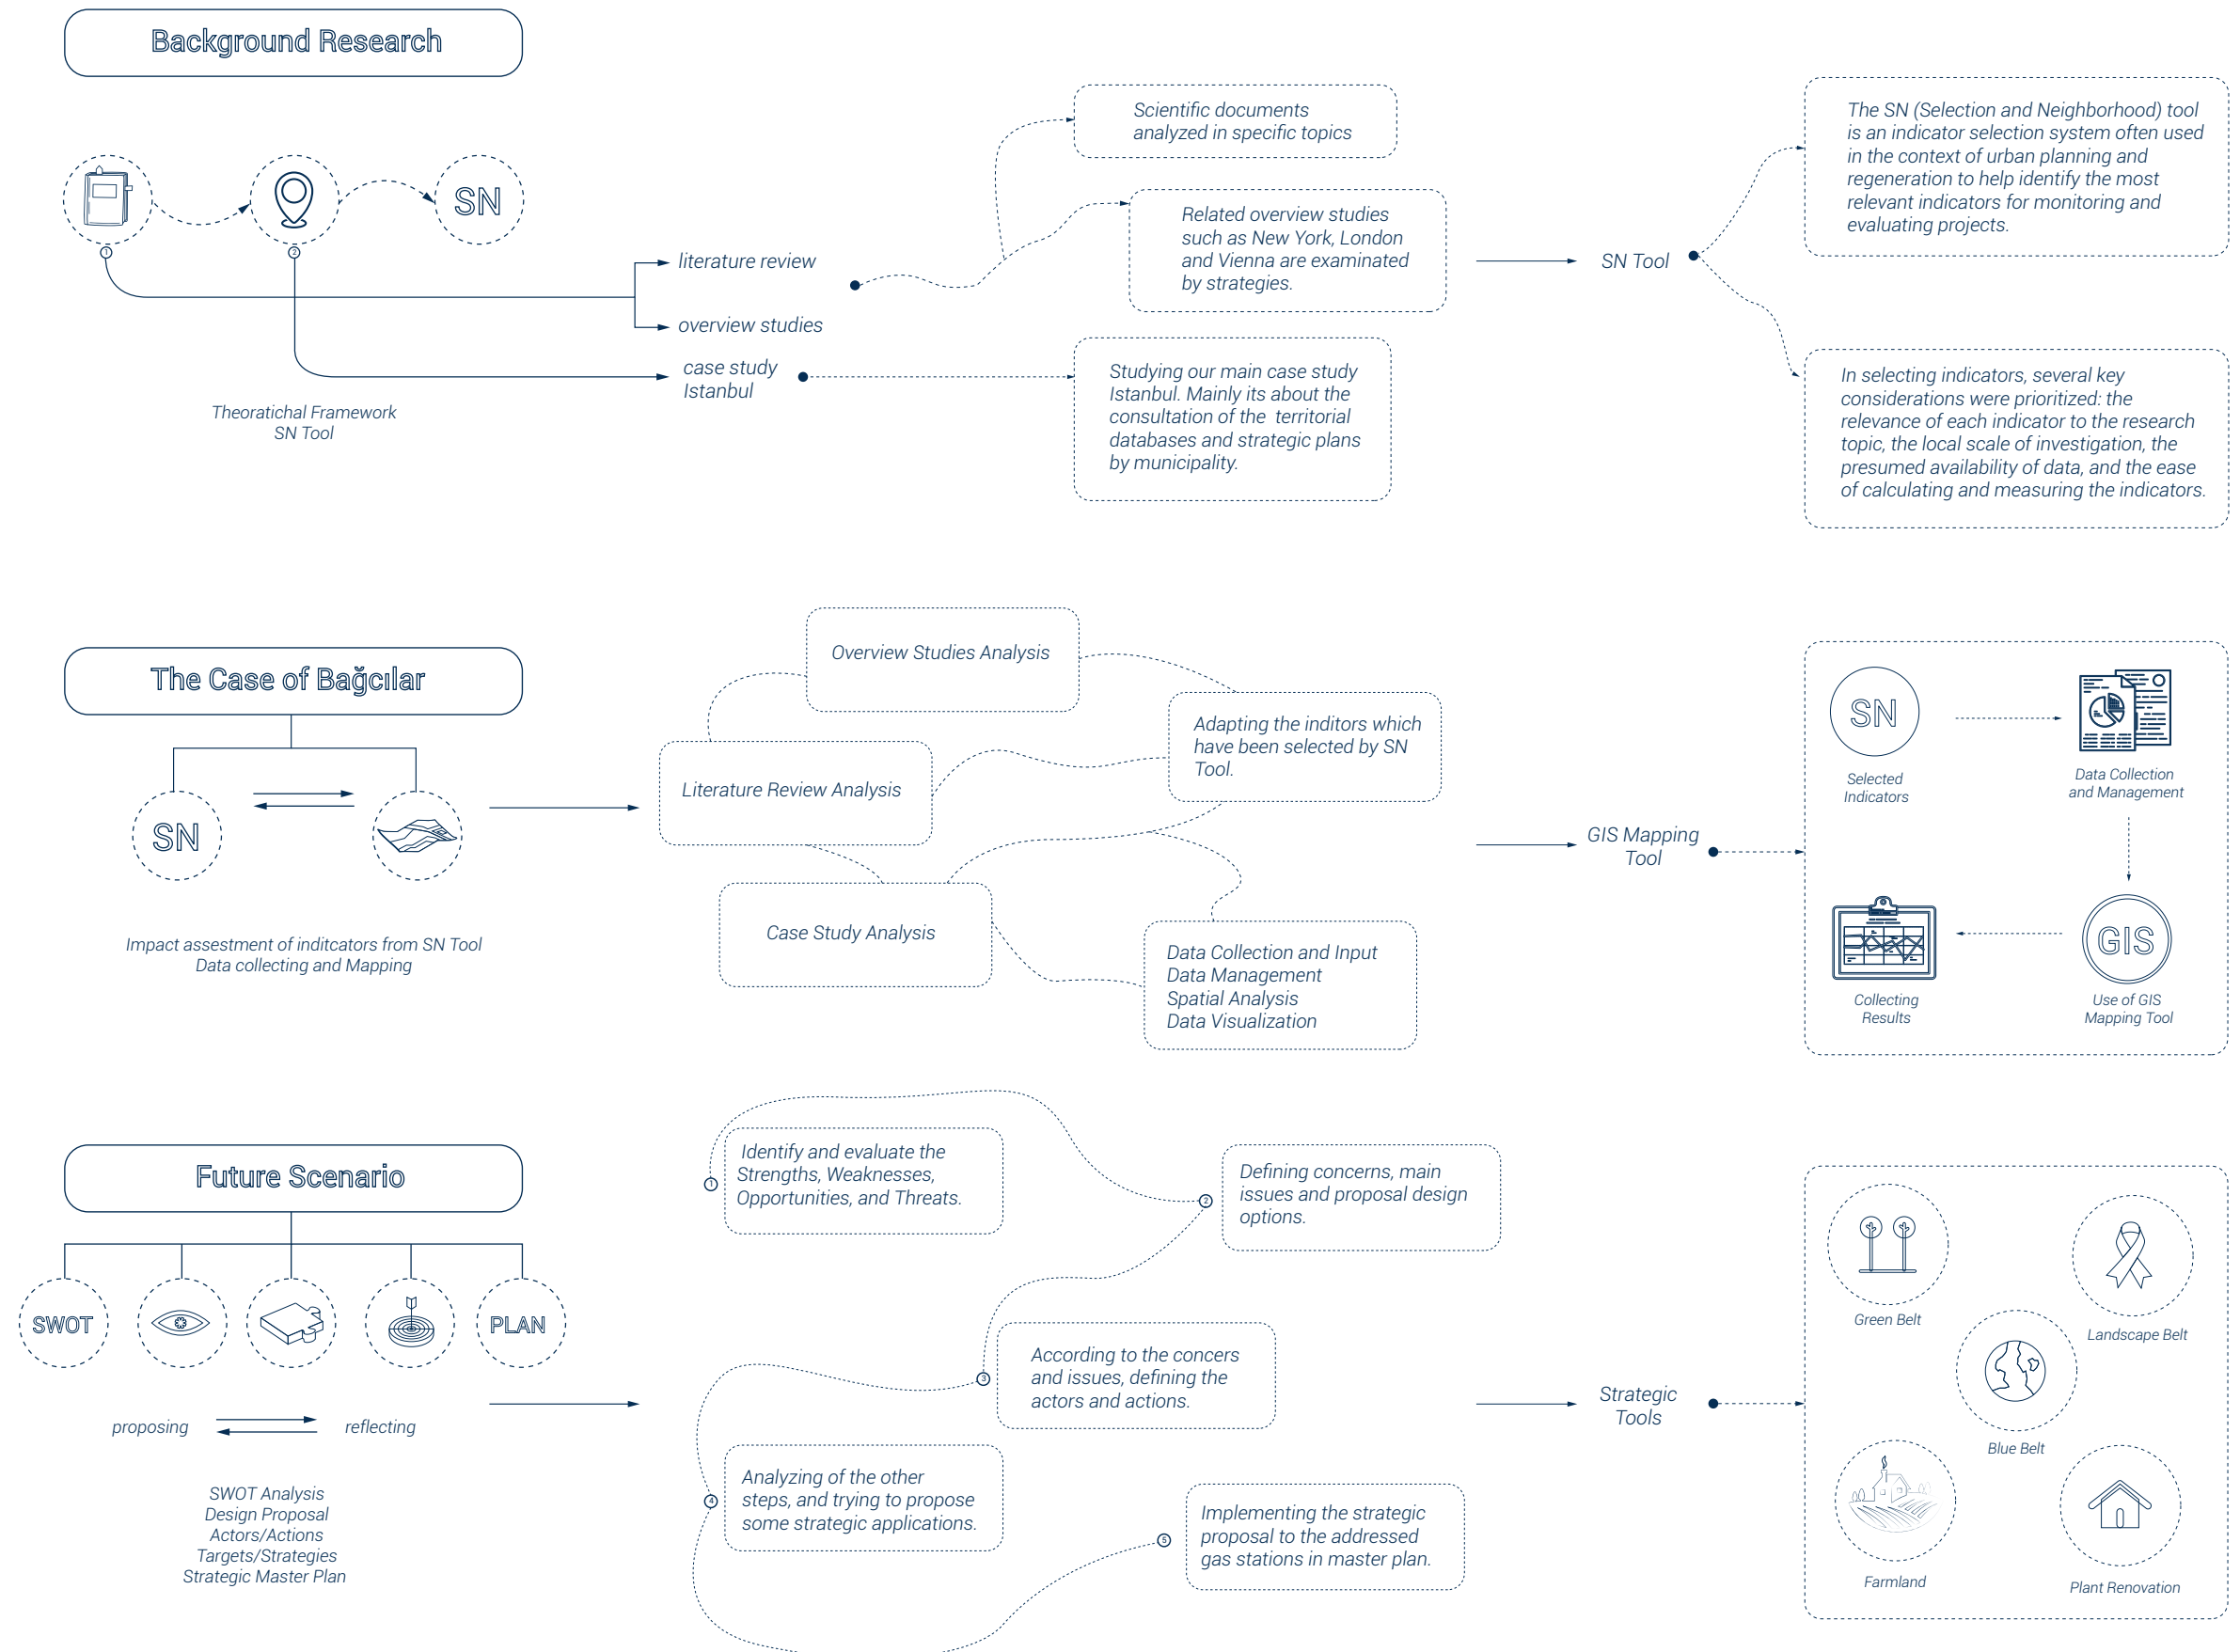 Background Research
SN
1
2
Theoratichal Framework
SN Tool
literature review
overview studies
case study
Istanbul
Scientific documents
analyzed in specific topics
Related overview studies
such as New York, London
and Vienna are examinated
by strategies.
Studying our main case study
Istanbul. Mainly its about the
consultation of the territorial
databases and strategic plans
by municipality.
SN Tool
The SN (Selection and Neighborhood) tool
is an indicator selection system often used
in the context of urban planning and
regeneration to help identify the most
relevant indicators for monitoring and
evaluating projects.
In selecting indicators, several key
considerations were prioritized: the
relevance of each indicator to the research
topic, the local scale of investigation, the
presumed availability of data, and the ease
of calculating and measuring the indicators.
The Case of Bağcılar
SN
Impact assestment of inditcators from SN Tool
Data collecting and Mapping
Overview Studies Analysis
Literature Review Analysis
Case Study Analysis
Adapting the inditors which
have been selected by SN
Tool.
Data Collection and Input
Data Management
Spatial Analysis
Data Visualization
GIS Mapping
Tool
SN
Selected
Indicators
Data Collection
and Management
Collecting
Results
GIS
Use of GIS
Mapping Tool
Future Scenario
SWOT
PLAN
proposing
reflecting
SWOT Analysis
Design Proposal
Actors/Actions
Targets/Strategies
Strategic Master Plan
1
Identify and evaluate the
Strengths, Weaknesses,
Opportunities, and Threats.
2
Defining concerns, main
issues and proposal design
options.
3
According to the concers
and issues, defining the
actors and actions.
4
Analyzing of the other
steps, and trying to propose
some strategic applications.
5
Implementing the strategic
proposal to the addressed
gas stations in master plan.
Strategic
Tools
Green Belt
Landscape Belt
Blue Belt
Farmland
Plant Renovation